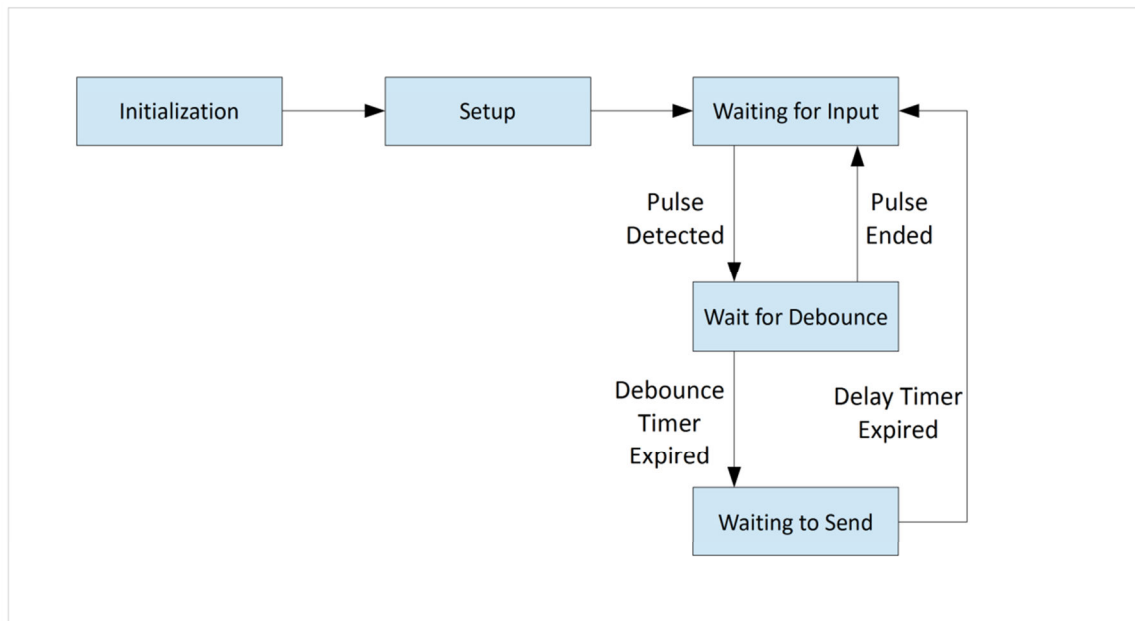 Initialization
Setup
Waiting for Input
Pulse
Detected
Pulse
Ended
Wait for Debounce
Debounce
Timer
Expired
Delay Timer
Expired
Waiting to Send